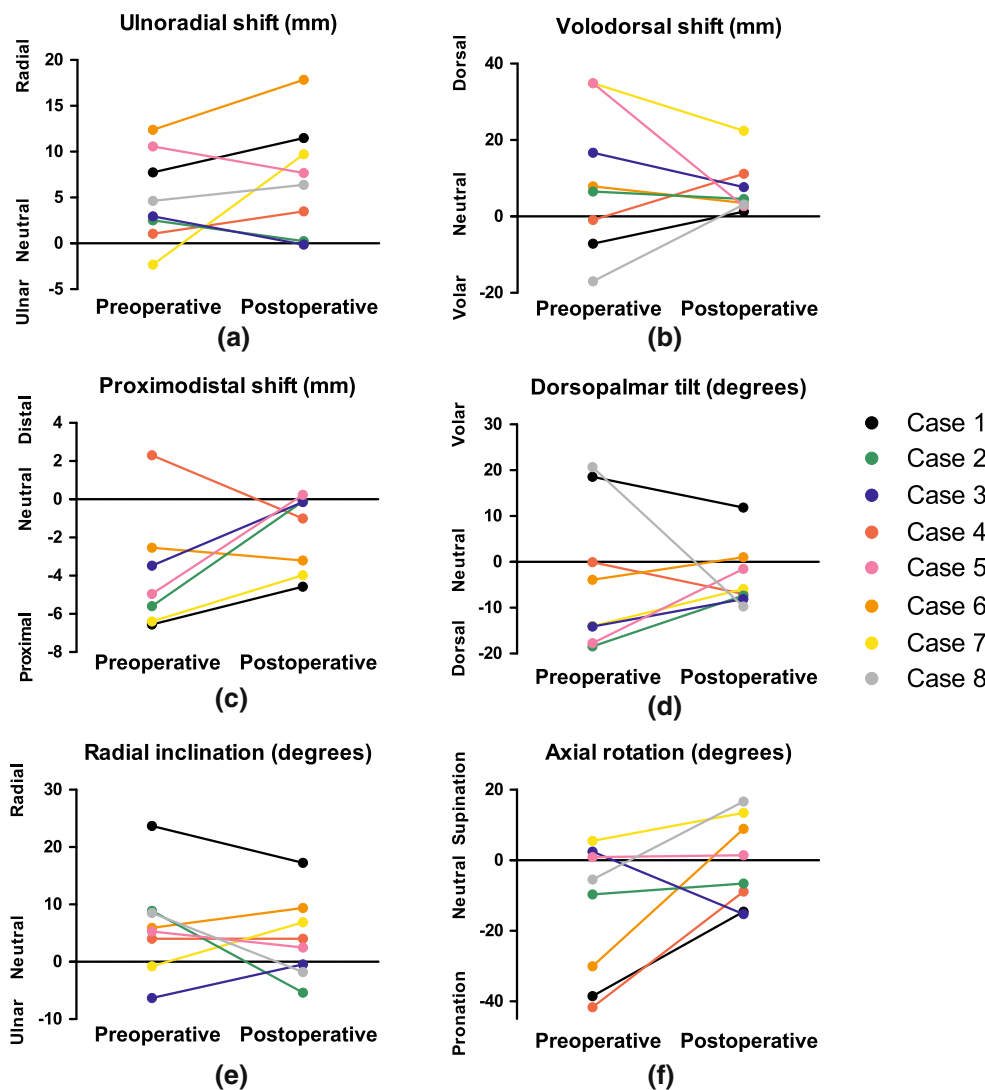 Ulnoradial shift (mm)
Radial
Neutral
Ulnar
20
15
10
5
0
-5
Preoperative Postoperative
(a)
Volodorsal shift (mm)
Dorsal
Neutral
Volar
40
20
0
-20
Preoperative Postoperative
(b)
Proximodistal shift (mm)
Distal
Neutral
Proximal
4
2
0
-2
-4
-6
-8
Preoperative Postoperative
(c)
Dorsopalmar tilt (degrees)
Volar
Neutral
Dorsal
30
20
10
0
-10
-20
Preoperative Postoperative
(d)
Case 1
Case 2
Case 3
Case 4
Case 5
Case 6
Case 7
Case 8
Radial inclination (degrees)
Radial
Neutral
Ulnar
30
20
10
0
-10
Preoperative Postoperative
(e)
Axial rotation (degrees)
Supination
Neutral
Pronation
20
0
-20
-40
Preoperative Postoperative
(f)